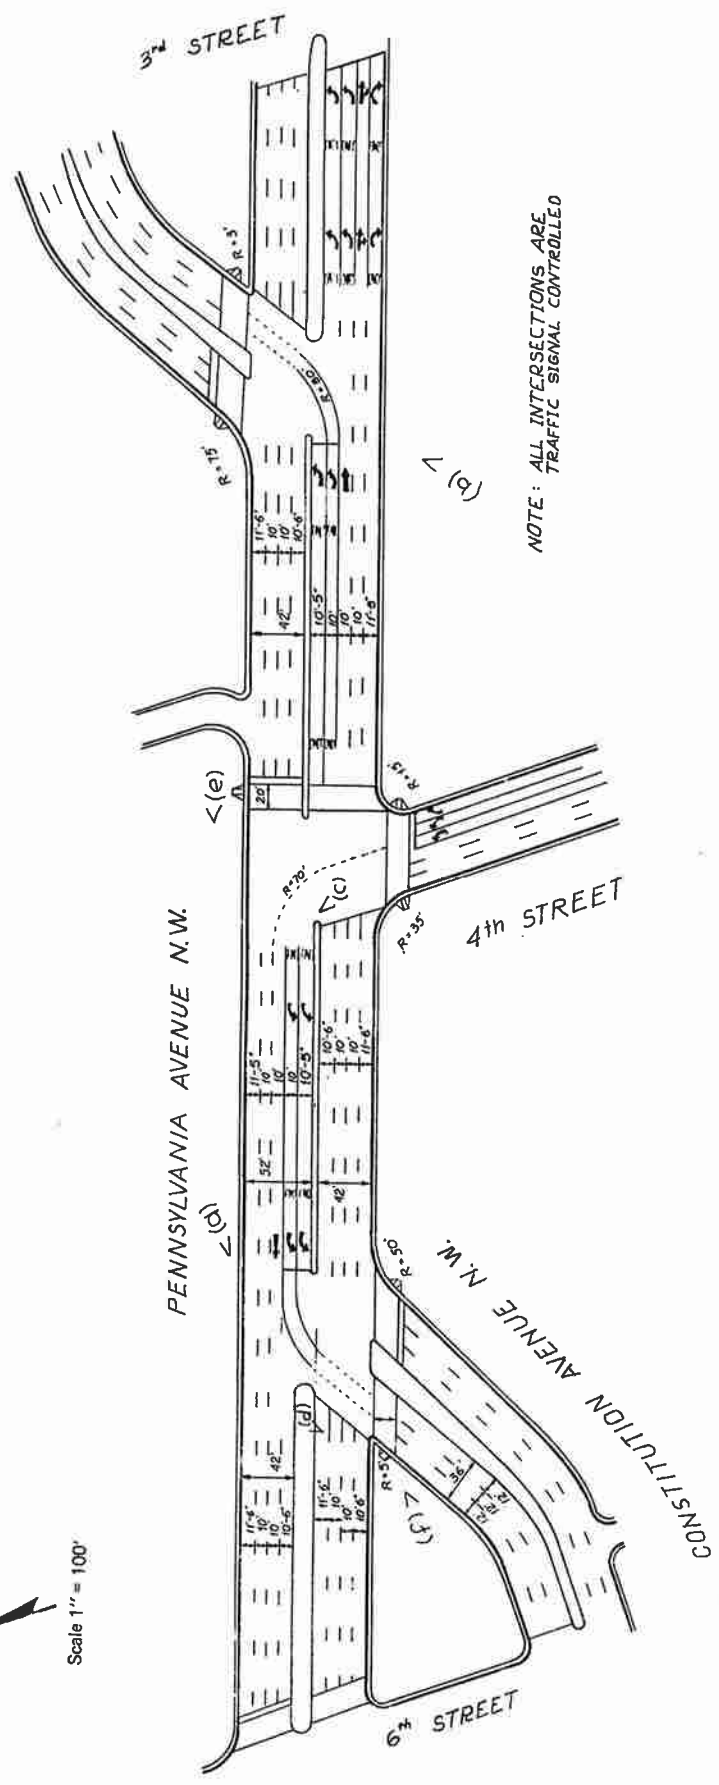 3rd STREET
R=5'
R=75'
R=80'
11'-6"
10'
10'
10'-6"
42'
10'-5"
10'
10'
10'
11'-6"
(b)
NOTE: ALL INTERSECTIONS ARE
TRAFFIC SIGNAL CONTROLLED
(e)
20'
R=15'
R=70'
(c)
R=35'
4th STREET
PENNSYLVANIA AVENUE N.W.
11'-5"
10'
10'
10'
10'-5"
10'-6"
10'
10'
11'-6"
52'
42'
(a)
R=50'
CONSTITUTION AVENUE N.W.
(d)
42'
11'-6"
10'
10'
10'-6"
11'-6"
10'
10'
10'6"
R=5'
(f)
36'
12'
12'
12'
6th STREET
Scale 1" = 100'